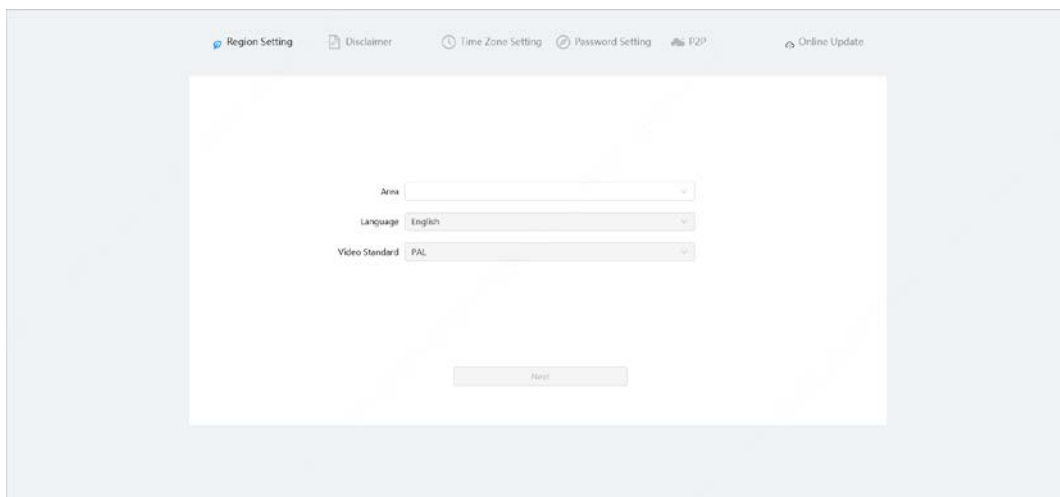 Region Setting Disclaimer Time Zone Setting Password Setting P2P Online Update
Area
Language English
Video Standard PAL
Next